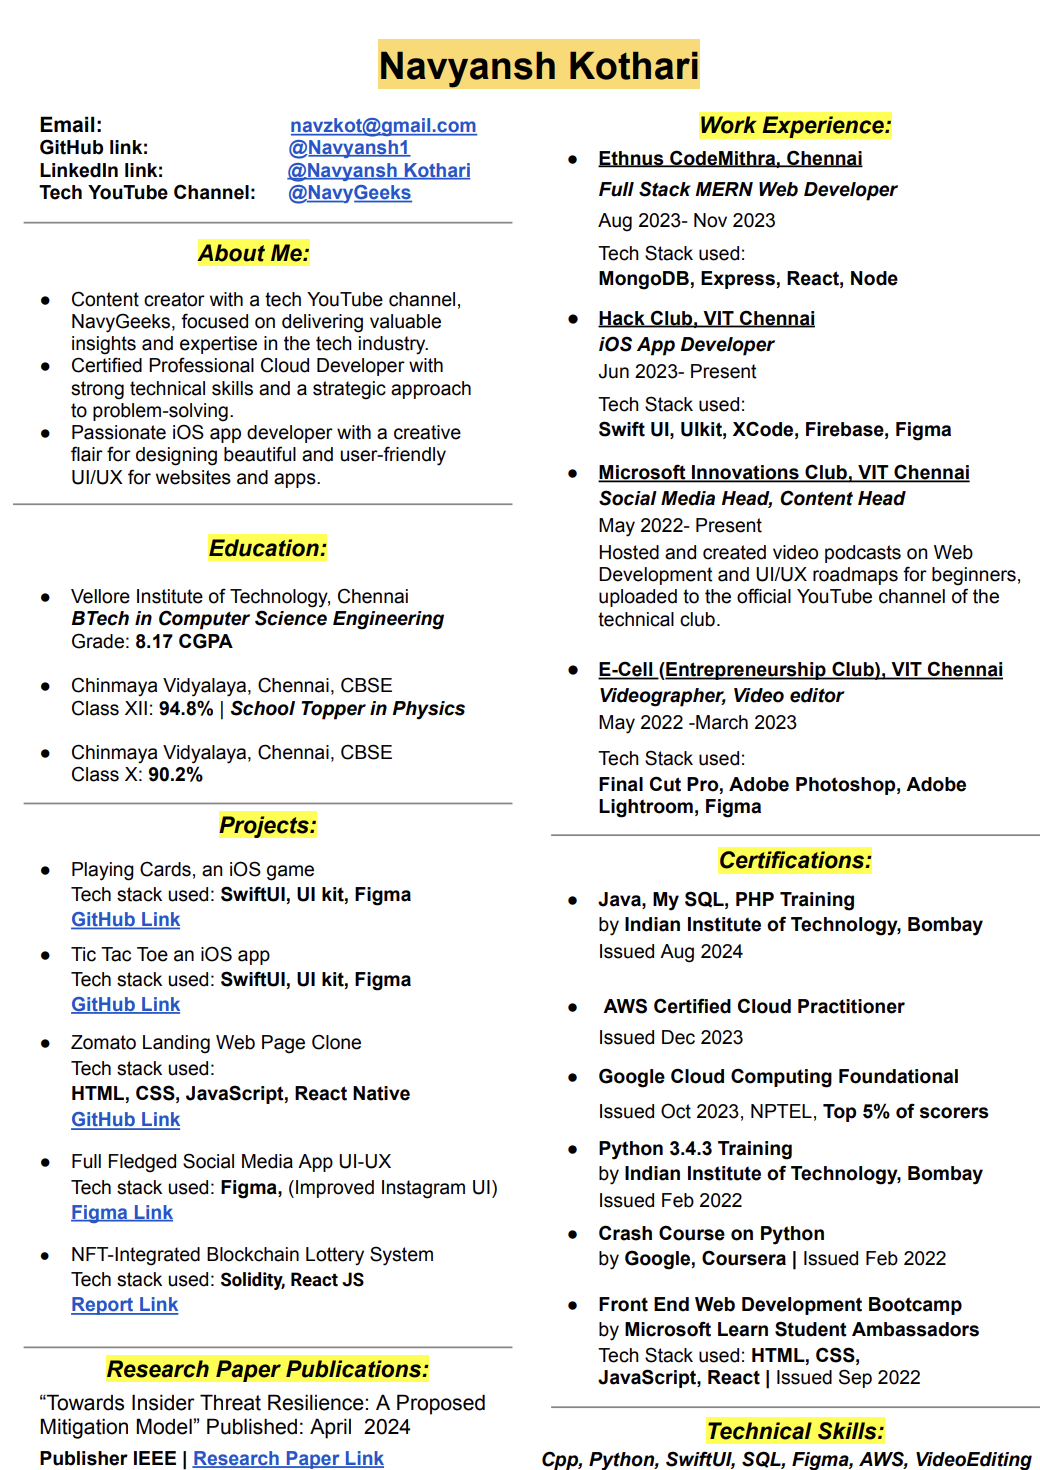 Navyansh Kothari
Email: navzkot@gmail.com
GitHub link: @Navyansh1
LinkedIn link: @Navyansh Kothari
Tech YouTube Channel: @NavyGeeks
About Me:
● Content creator with a tech YouTube channel,
NavyGeeks, focused on delivering valuable
insights and expertise in the tech industry.
● Certified Professional Cloud Developer with
strong technical skills and a strategic approach
to problem-solving.
● Passionate iOS app developer with a creative
flair for designing beautiful and user-friendly
UI/UX for websites and apps.
Education:
● Vellore Institute of Technology, Chennai
BTech in Computer Science Engineering
Grade: 8.17 CGPA
● Chinmaya Vidyalaya, Chennai, CBSE
Class XII: 94.8% | School Topper in Physics
● Chinmaya Vidyalaya, Chennai, CBSE
Class X: 90.2%
Projects:
● Playing Cards, an iOS game
Tech stack used: SwiftUI, UI kit, Figma
GitHub Link
● Tic Tac Toe an iOS app
Tech stack used: SwiftUI, UI kit, Figma
GitHub Link
● Zomato Landing Web Page Clone
Tech stack used:
HTML, CSS, JavaScript, React Native
GitHub Link
● Full Fledged Social Media App UI-UX
Tech stack used: Figma, (Improved Instagram UI)
Figma Link
● NFT-Integrated Blockchain Lottery System
Tech stack used: Solidity, React JS
Report Link
Research Paper Publications:
“Towards Insider Threat Resilience: A Proposed
Mitigation Model” Published: April 2024
Publisher IEEE | Research Paper Link
Work Experience:
● Ethnus CodeMithra, Chennai
Full Stack MERN Web Developer
Aug 2023- Nov 2023
Tech Stack used:
MongoDB, Express, React, Node
● Hack Club, VIT Chennai
iOS App Developer
Jun 2023- Present
Tech Stack used:
Swift UI, UIkit, XCode, Firebase, Figma
● Microsoft Innovations Club, VIT Chennai
Social Media Head, Content Head
May 2022- Present
Hosted and created video podcasts on Web
Development and UI/UX roadmaps for beginners,
uploaded to the official YouTube channel of the
technical club.
● E-Cell (Entrepreneurship Club), VIT Chennai
Videographer, Video editor
May 2022 -March 2023
Tech Stack used:
Final Cut Pro, Adobe Photoshop, Adobe
Lightroom, Figma
Certifications:
● Java, My SQL, PHP Training
by Indian Institute of Technology, Bombay
Issued Aug 2024
● AWS Certified Cloud Practitioner
Issued Dec 2023
● Google Cloud Computing Foundational
Issued Oct 2023, NPTEL, Top 5% of scorers
● Python 3.4.3 Training
by Indian Institute of Technology, Bombay
Issued Feb 2022
● Crash Course on Python
by Google, Coursera | Issued Feb 2022
● Front End Web Development Bootcamp
by Microsoft Learn Student Ambassadors
Tech Stack used: HTML, CSS,
JavaScript, React | Issued Sep 2022
Technical Skills:
Cpp, Python, SwiftUI, SQL, Figma, AWS, VideoEditing